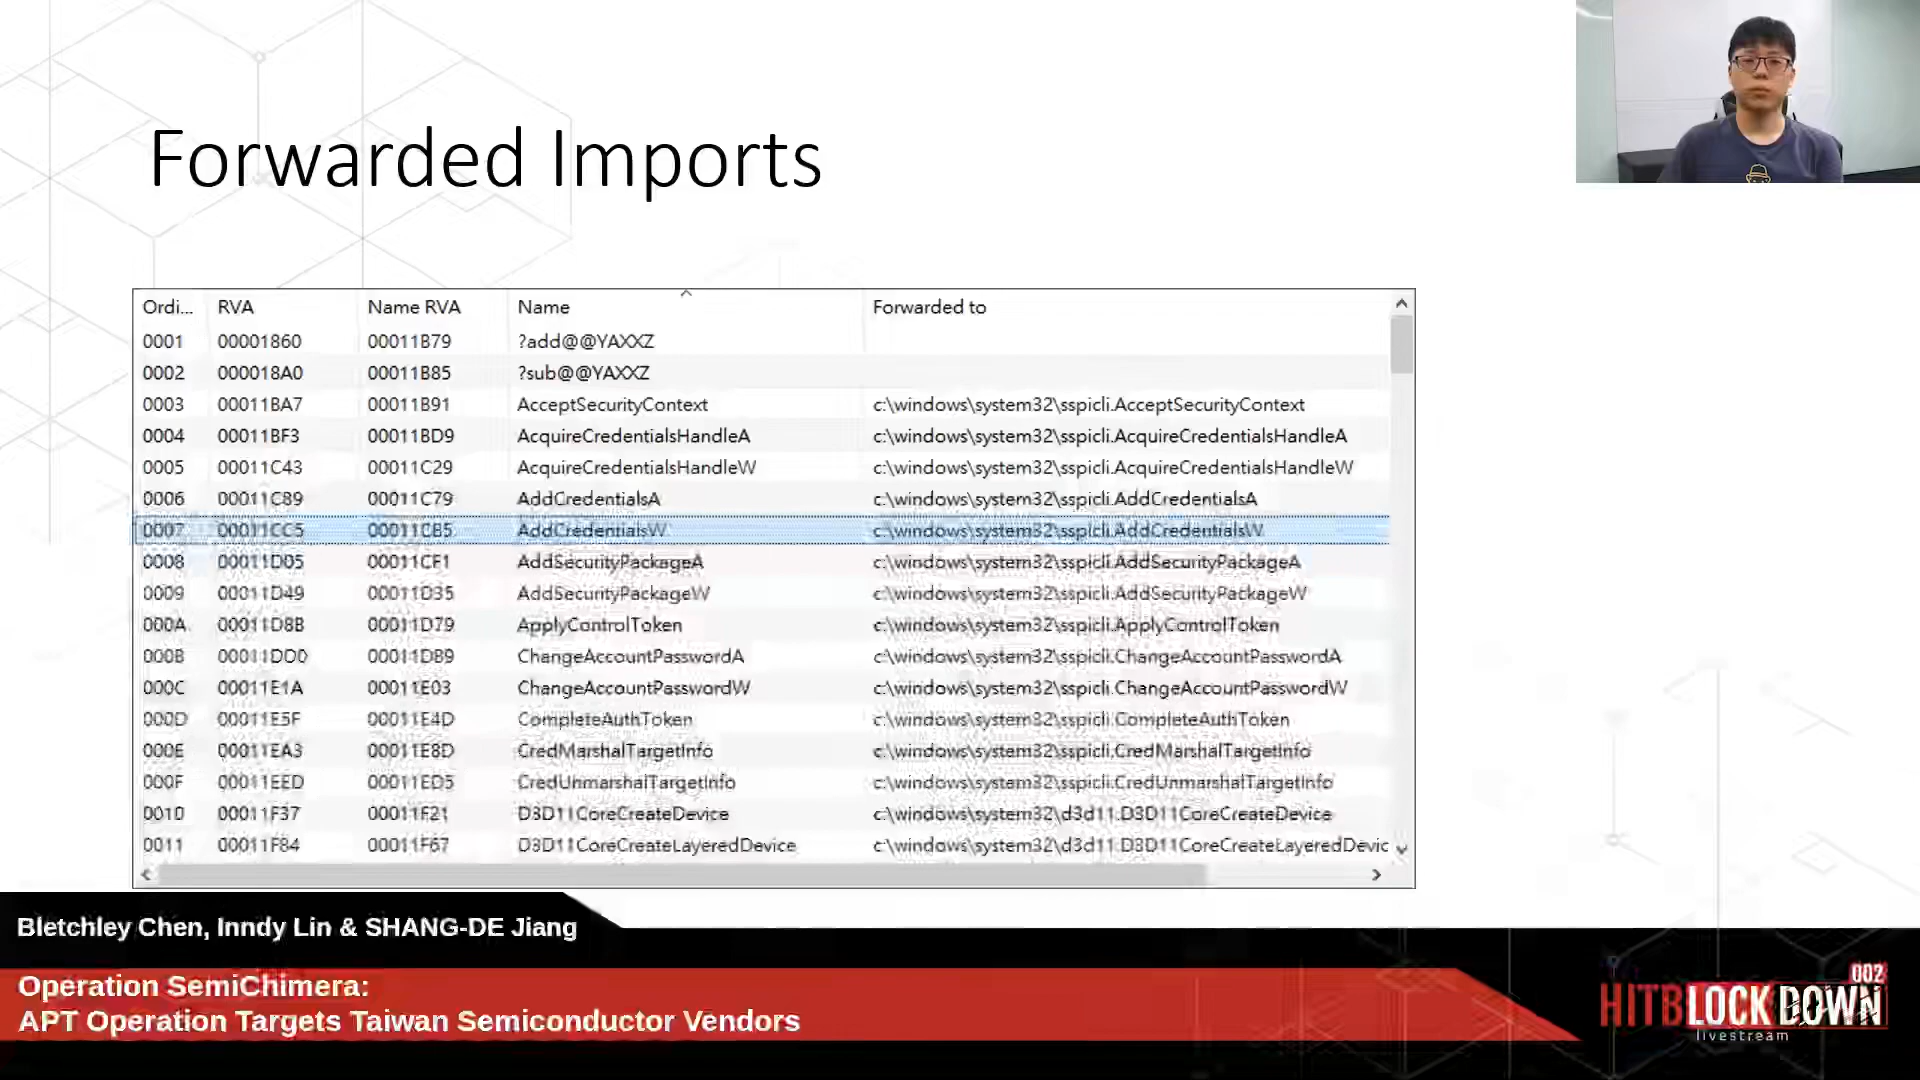 Forwarded Imports
Ordi... RVA Name RVA Name Forwarded to
0001 00001860 00011B79 ?add@@YAXXZ
0002 000018A0 00011B85 ?sub@@YAXXZ
0003 00011BA7 00011B91 AcceptSecurityContext c:\windows\system32\sspicli.AcceptSecurityContext
0004 00011BF3 00011BD9 AcquireCredentialsHandleA c:\windows\system32\sspicli.AcquireCredentialsHandleA
0005 00011C43 00011C29 AcquireCredentialsHandleW c:\windows\system32\sspicli.AcquireCredentialsHandleW
0006 00011C89 00011C79 AddCredentialsA c:\windows\system32\sspicli.AddCredentialsA
0007 00011CC5 00011CB5 AddCredentialsW c:\windows\system32\sspicli.AddCredentialsW
0008 00011D05 00011CF1 AddSecurityPackageA c:\windows\system32\sspicli.AddSecurityPackageA
0009 00011D49 00011D35 AddSecurityPackageW c:\windows\system32\sspicli.AddSecurityPackageW
000A 00011D8B 00011D79 ApplyControlToken c:\windows\system32\sspicli.ApplyControlToken
000B 00011DD0 00011DB9 ChangeAccountPasswordA c:\windows\system32\sspicli.ChangeAccountPasswordA
000C 00011E1A 00011E03 ChangeAccountPasswordW c:\windows\system32\sspicli.ChangeAccountPasswordW
000D 00011E5F 00011E4D CompleteAuthToken c:\windows\system32\sspicli.CompleteAuthToken
000E 00011EA3 00011E8D CredMarshalTargetInfo c:\windows\system32\sspicli.CredMarshalTargetInfo
000F 00011EED 00011ED5 CredUnmarshalTargetInfo c:\windows\system32\sspicli.CredUnmarshalTargetInfo
0010 00011F37 00011F21 D3D11CoreCreateDevice c:\windows\system32\d3d11.D3D11CoreCreateDevice
0011 00011F84 00011F67 D3D11CoreCreateLayeredDevice c:\windows\system32\d3d11.D3D11CoreCreateLayeredDevic
Bletchley Chen, Inndy Lin & SHANG-DE Jiang
Operation SemiChimera:
APT Operation Targets Taiwan Semiconductor Vendors
002
HITBLOCKDOWN
livestream